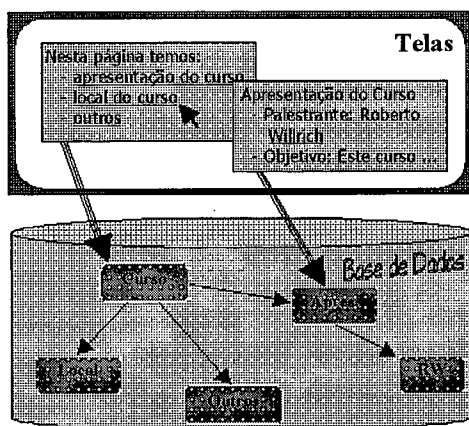 Telas
Nesta página temos:
- apresentação do curso
- local do curso
- outros
Apresentação do Curso
- Palestrante: Roberto
Willrich
- Objetivo: Este curso ...
Base de Dados
Curso
Apres
Local
RW
Outros